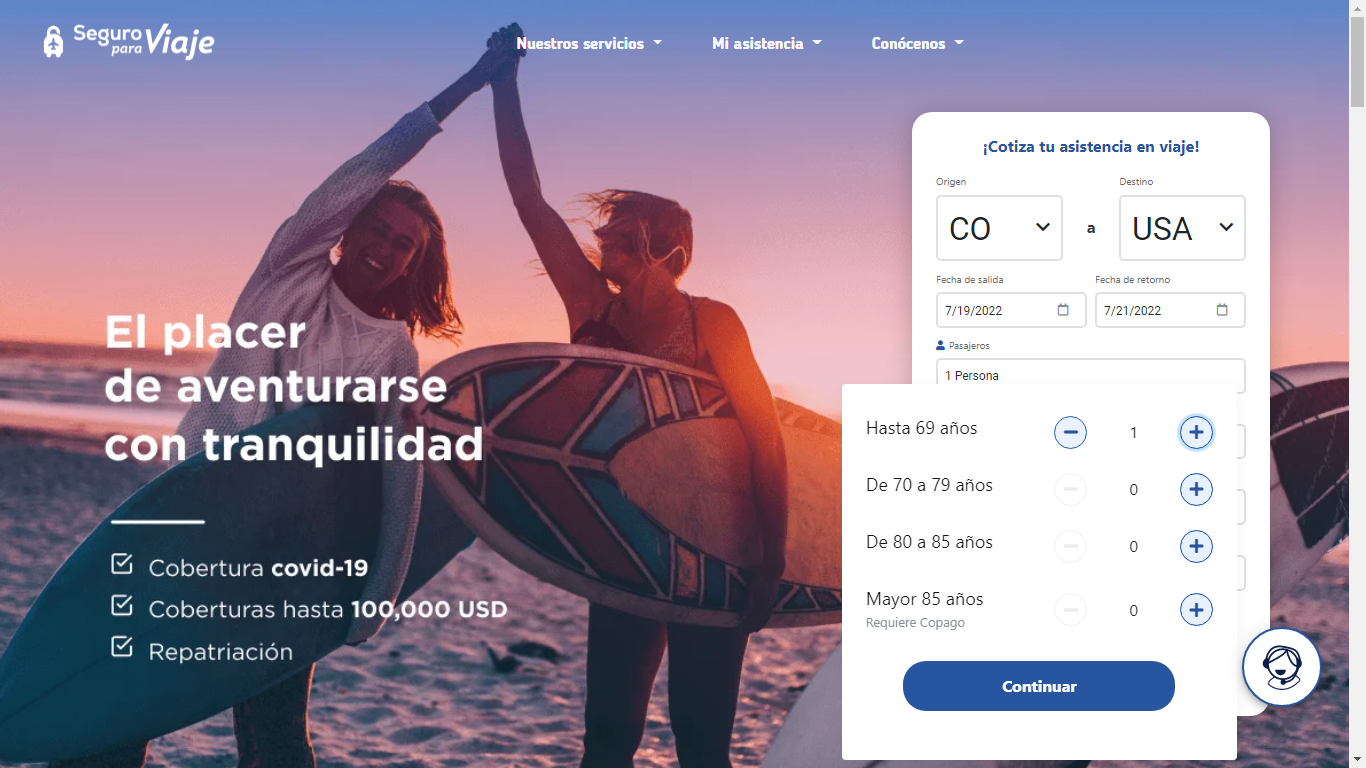 Seguro
para Viaje
Nuestros servicios
Mi asistencia
Conócenos
¡Cotiza tu asistencia en viaje!
Origen
Destino
CO
a
USA
Fecha de salida
Fecha de retorno
7/19/2022
7/21/2022
Pasajeros
1 Persona
El placer
de aventurarse
con tranquilidad
Cobertura covid-19
Coberturas hasta 100,000 USD
Repatriación
Hasta 69 años
1
De 70 a 79 años
0
De 80 a 85 años
0
Mayor 85 años
0
Requiere Copago
Continuar